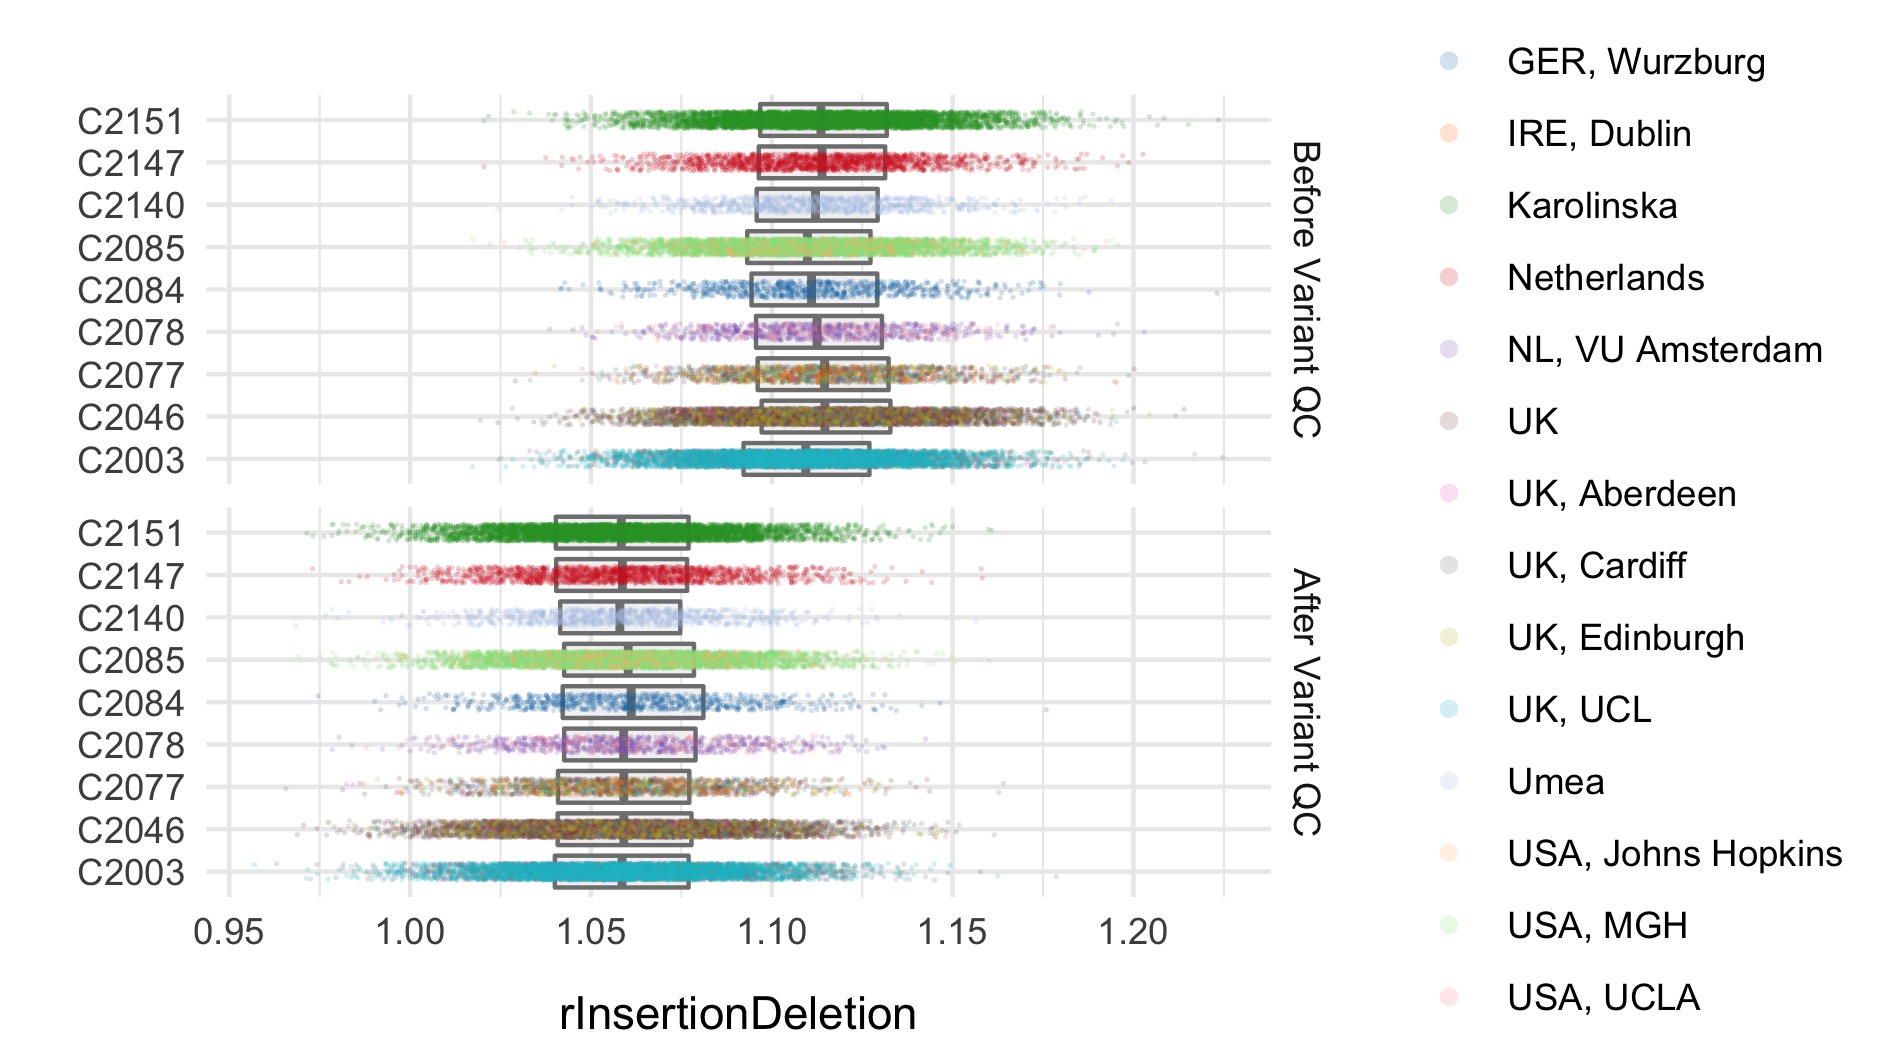 C2151
C2147
C2140
C2085
C2084
C2078
C2077
C2046
C2003
Before Variant QC
C2151
C2147
C2140
C2085
C2084
C2078
C2077
C2046
C2003
After Variant QC
0.95 1.00 1.05 1.10 1.15 1.20
rInsertionDeletion
GER, Wurzburg
IRE, Dublin
Karolinska
Netherlands
NL, VU Amsterdam
UK
UK, Aberdeen
UK, Cardiff
UK, Edinburgh
UK, UCL
Umea
USA, Johns Hopkins
USA, MGH
USA, UCLA